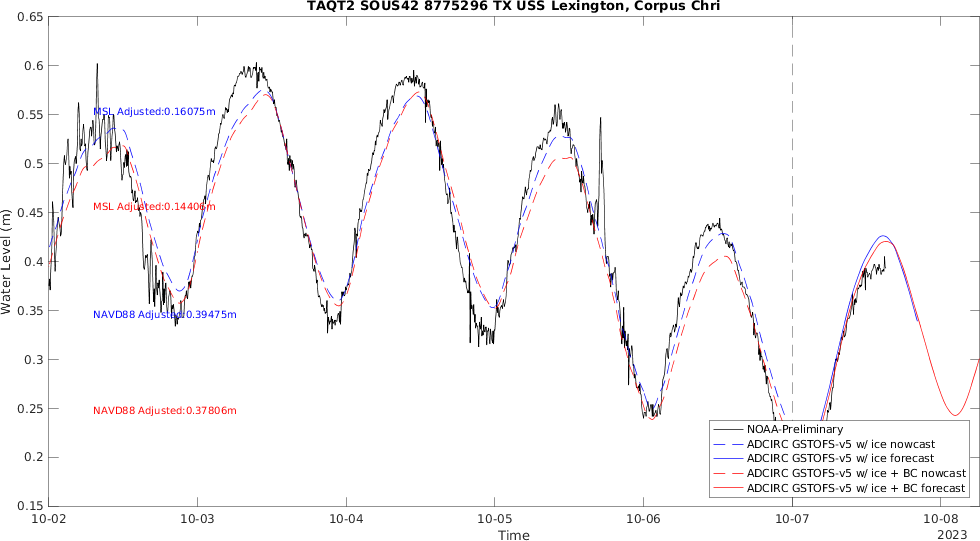 TAQT2 SOUS42 8775296 TX USS Lexington, Corpus Chri
0.65
0.6
0.55
0.5
0.45
0.4
0.35
0.3
0.25
0.2
0.15
Water Level (m)
MSL Adjusted:0.16075m
MSL Adjusted:0.14406m
NAVD88 Adjusted:0.39475m
NAVD88 Adjusted:0.37806m
NOAA-Preliminary
ADCIRC GSTOFS-v5 w/ ice nowcast
ADCIRC GSTOFS-v5 w/ ice forecast
ADCIRC GSTOFS-v5 w/ ice + BC nowcast
ADCIRC GSTOFS-v5 w/ ice + BC forecast
10-02 10-03 10-04 10-05 10-06 10-07 10-08
Time
2023